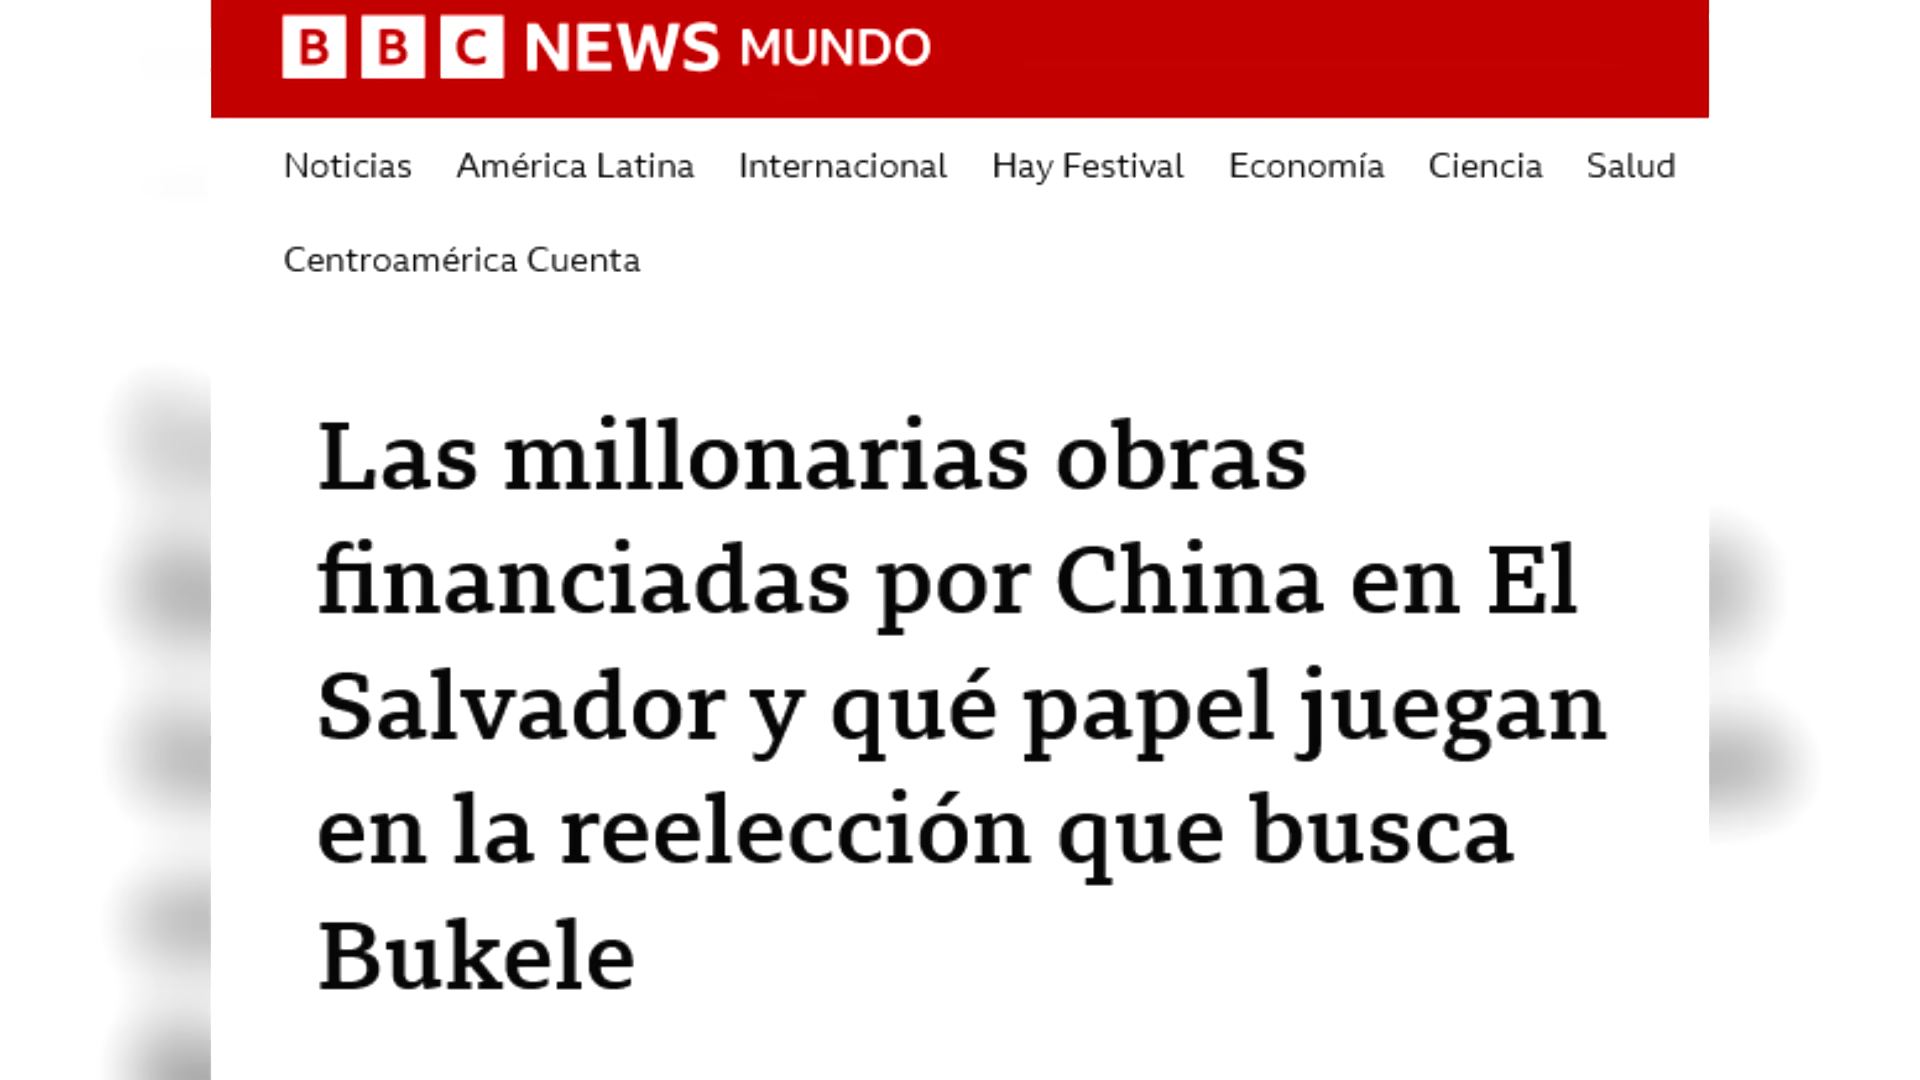 BBC NEWS MUNDO
Noticias América Latina Internacional Hay Festival Economía Ciencia Salud
Centroamérica Cuenta
Las millonarias obras
financiadas por China en El
Salvador y qué papel juegan
en la reelección que busca
Bukele